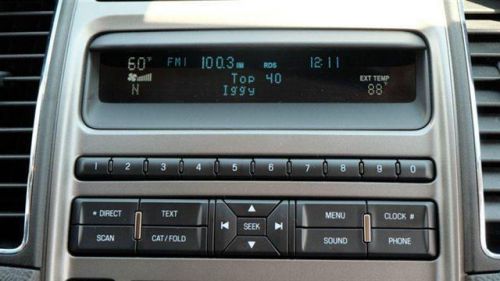 60°F FM1 100.3FM RDS 12:11
Top 40 EXT TEMP
N Iggy 88°F
1 2 3 4 5 6 7 8 9 0
* DIRECT TEXT MENU CLOCK #
SEEK
SCAN CAT/FOLD SOUND PHONE